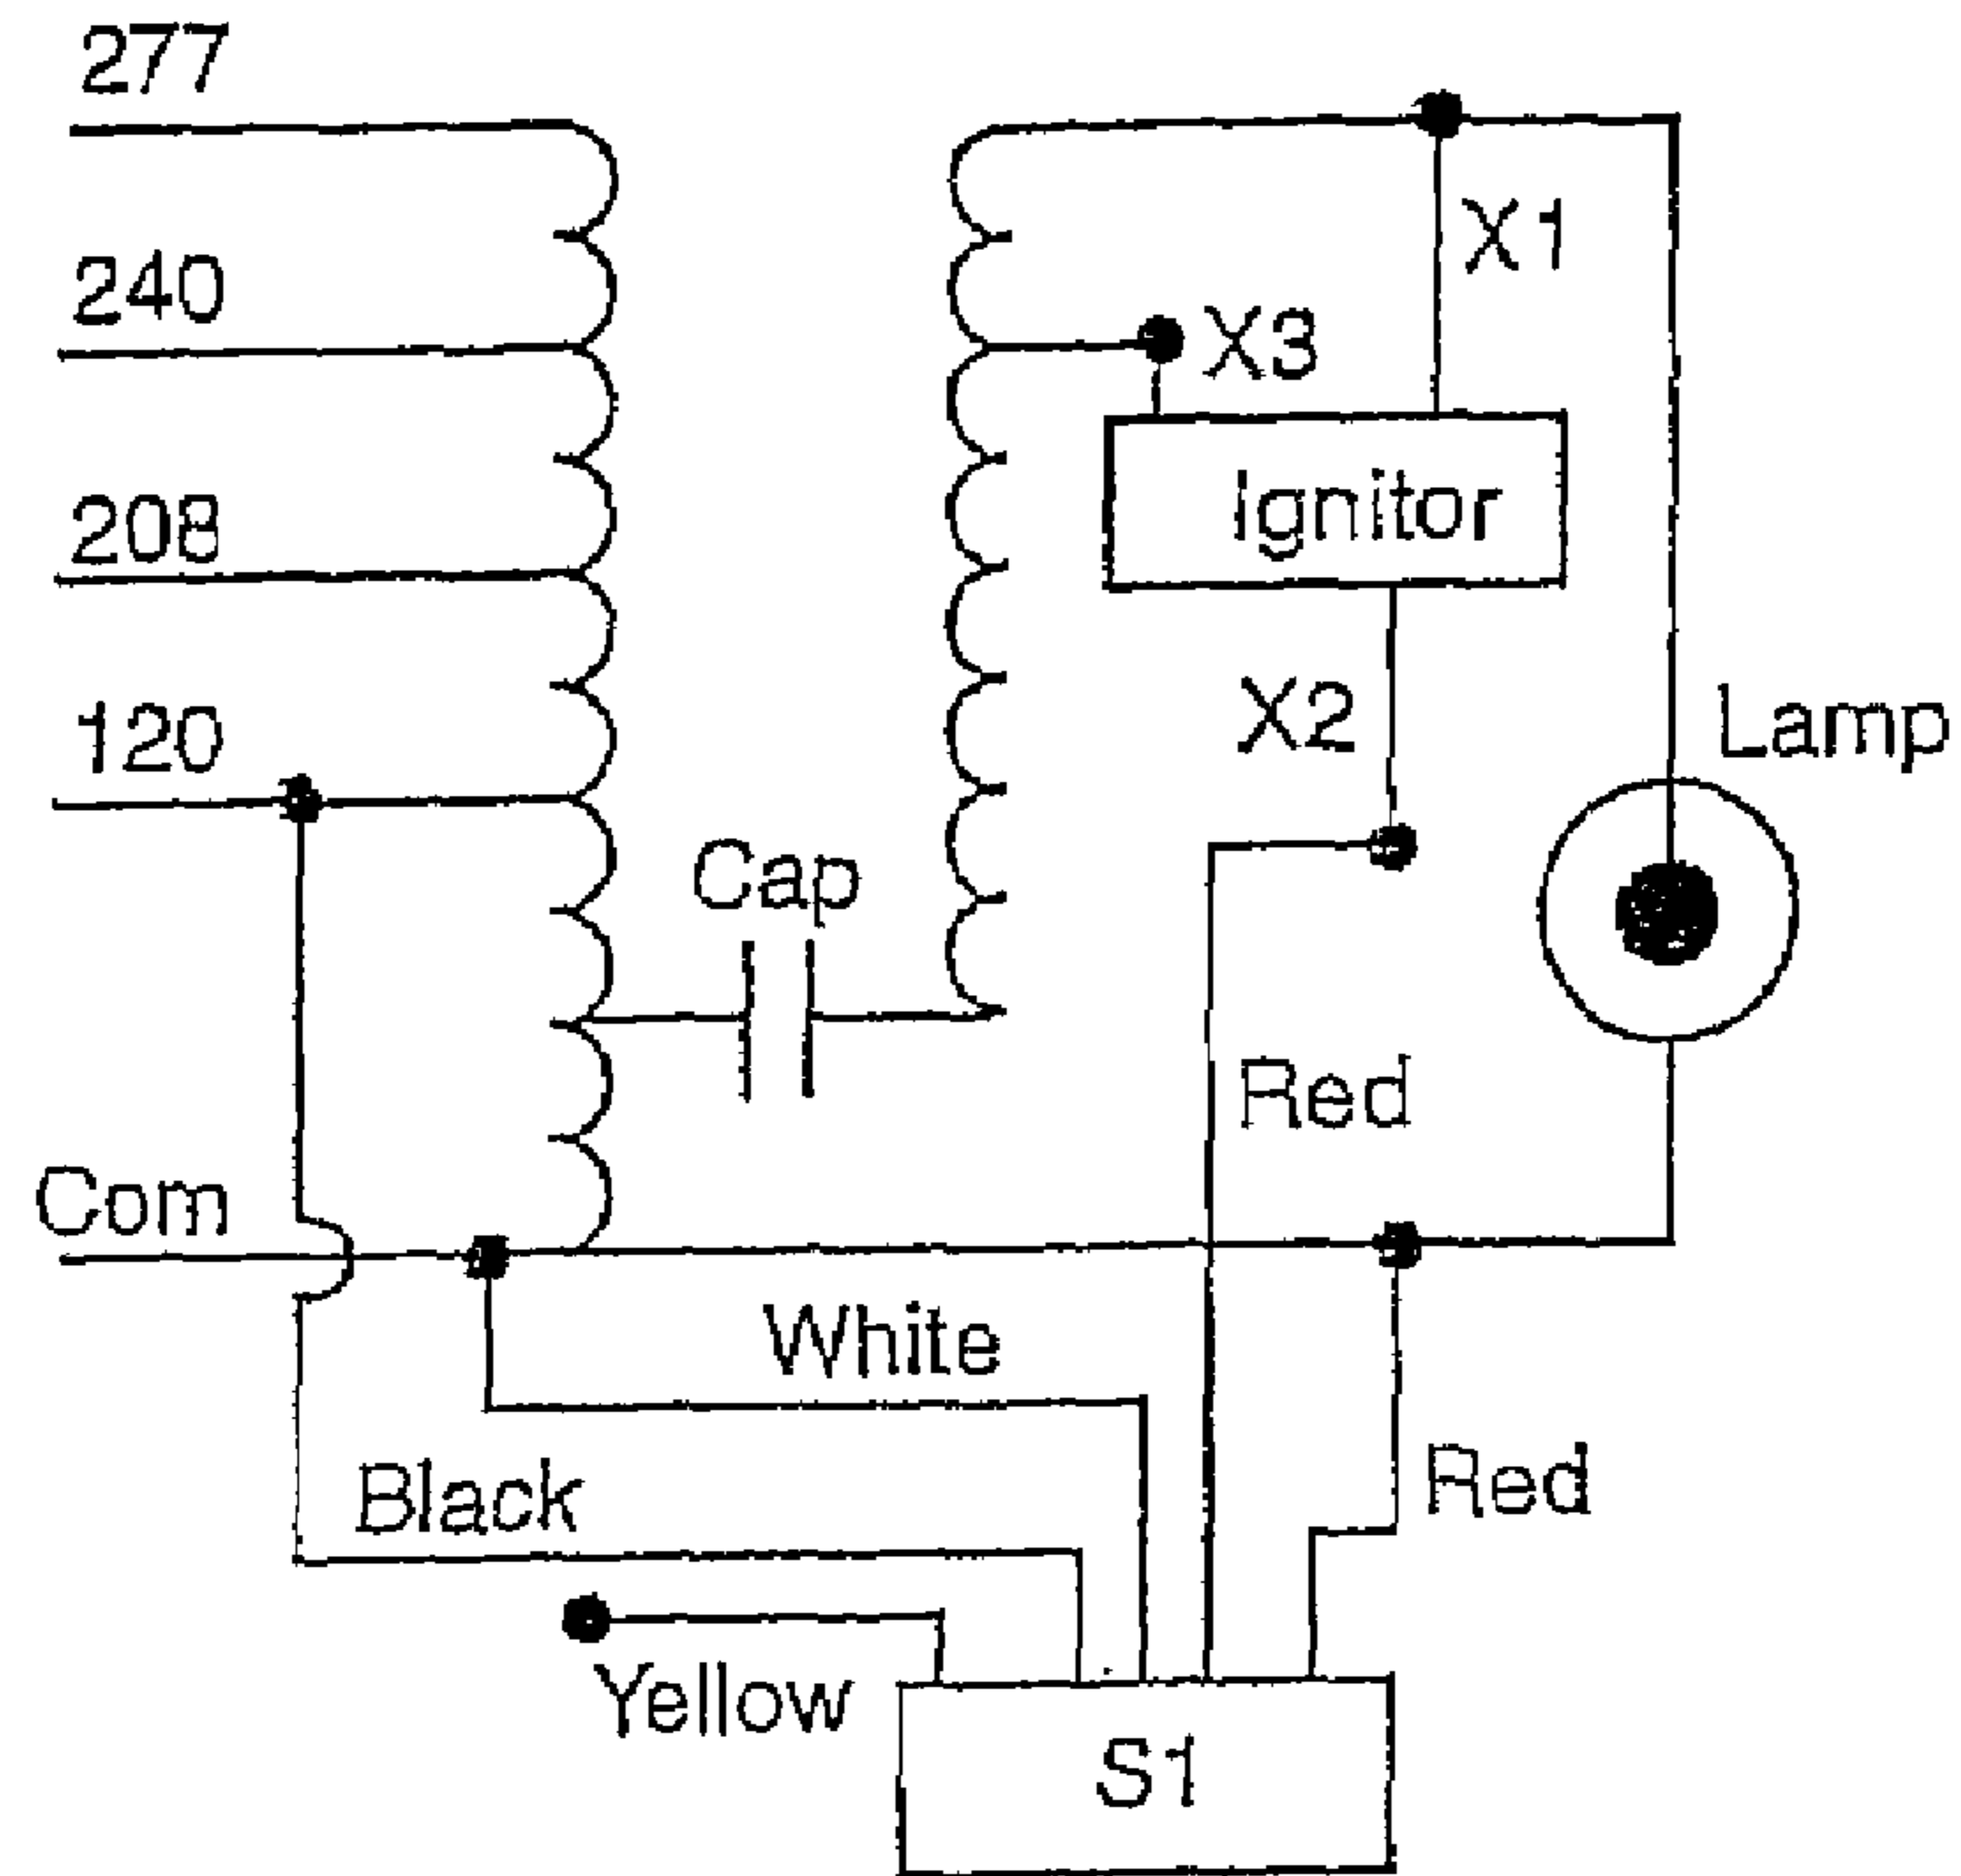 277
X1
240
X3
Ignitor
208
X2
Lamp
120
Cap
Red
Com
White
Red
Black
Yellow
S1